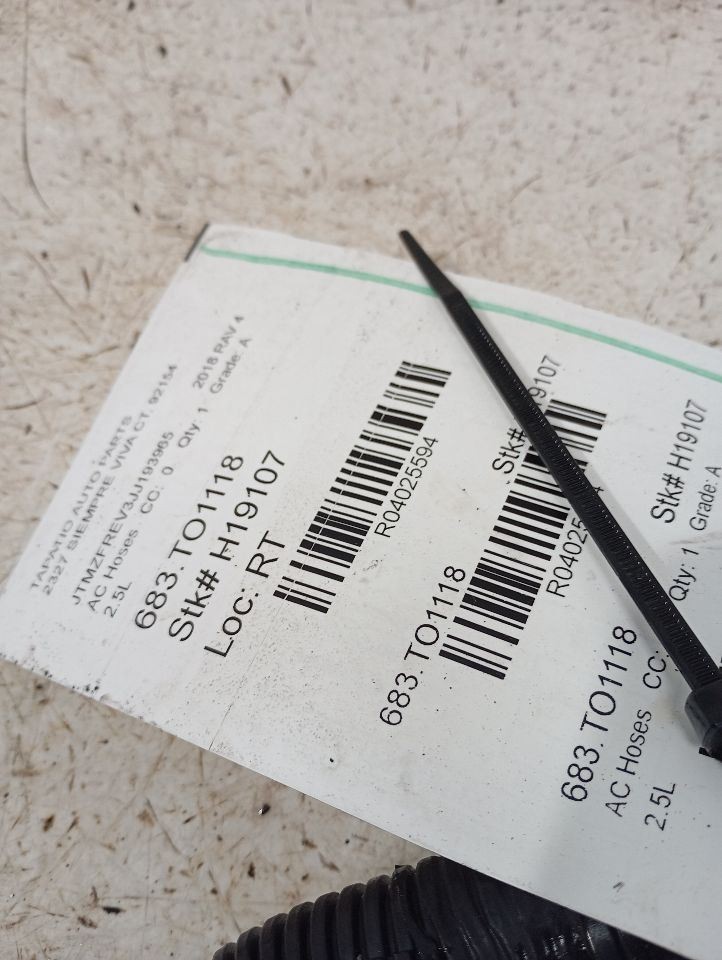 TAPATIO AUTO PARTS
2327 SIEMPRE VIVA CT, 92154
JTMZFREV3JJ193965 2018 RAV 4
AC Hoses CC: 0 Qty: 1 Grade: A
2.5L
683.TO1118
Stk# H19107
Loc: RT
R04025594
683.TO1118 Stk# 19107
R04025 4
683.TO1118 Stk# H19107
AC Hoses CC: Qty: 1 Grade: A
2.5L